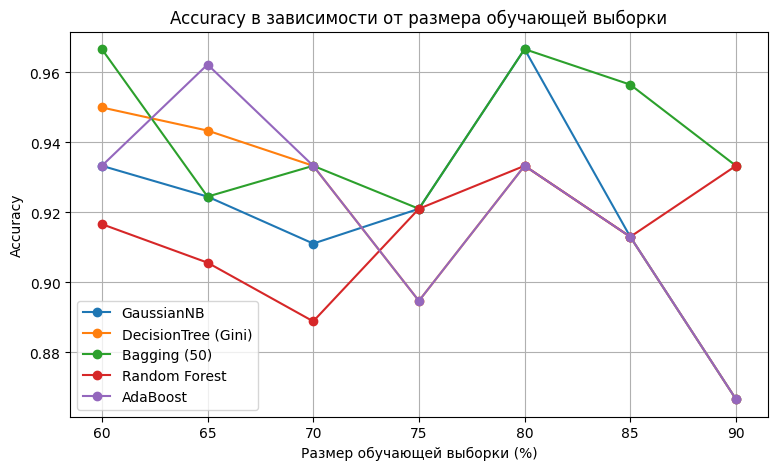 Accuracy в зависимости от размера обучающей выборки
Accuracy
0.96
0.94
0.92
0.90
0.88
GaussianNB
DecisionTree (Gini)
Bagging (50)
Random Forest
AdaBoost
60 65 70 75 80 85 90
Размер обучающей выборки (%)